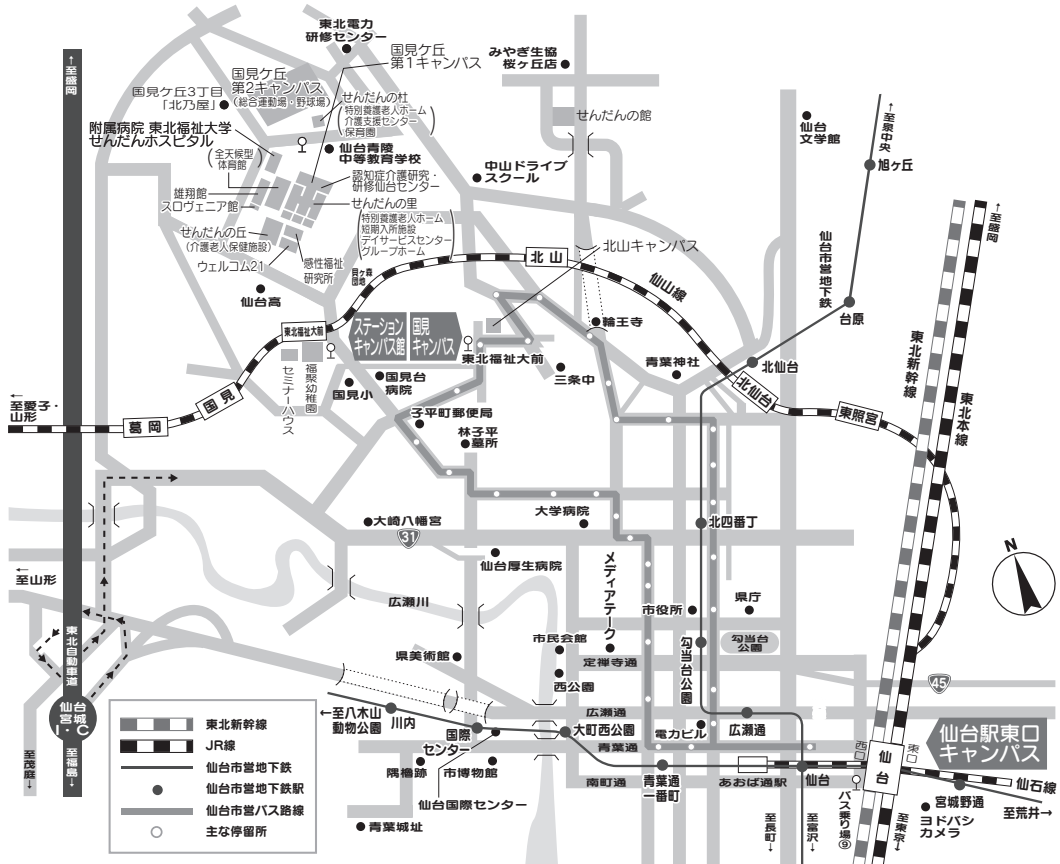 東北電力
研修センター
国見ケ丘
第1キャンパス
みやぎ生協
桜ヶ丘店
国見ケ丘
第2キャンパス
(総合運動場・野球場)
国見ケ丘3丁目
「北乃屋」
せんだんの杜
特別養護老人ホーム
介護支援センター
保育園
せんだんの館
附属病院 東北福祉大学
せんだんホスピタル
仙台青陵
中等教育学校
全天候型
体育館
認知症介護研究・
研修仙台センター
中山ドライブ
スクール
仙台
文学館
雄翔館
スロヴェニア館
せんだんの里
特別養護老人ホーム
短期入所施設
デイサービスセンター
グループホーム
せんだんの丘
(介護老人保健施設)
ウェルコム21
感性福祉
研究所
貝ヶ森
団地
仙台高
北山
北山キャンパス
仙山線
輪王寺
青葉神社
三条中
東北福祉大前
ステーション
キャンパス館
国見
キャンパス
東北福祉大前
セミナーハウス
福聚幼稚園
国見小
国見台
病院
国見
葛岡
←至愛子・
山形
子平町郵便局
林子平
墓所
←至盛岡
→至泉中央
旭ヶ丘
仙台市営地下鉄
台原
北仙台
北仙台
東照宮
東北新幹線
東北本線
→至盛岡
大崎八幡宮
31
大学病院
北四番丁
仙台厚生病院
広瀬川
メディアテーク
市役所
県庁
勾当台公園
勾当台
公園
市民会館
定禅寺通
西公園
県美術館
広瀬通
広瀬通
青葉通
電力ビル
南町通
青葉通
一番町
あおば通駅
仙台
仙台
西口
東口
バス乗り場⑨
仙台駅東口
キャンパス
仙石線
宮城野通
ヨドバシ
カメラ
至荒井→
至長町→
至富沢→
至東京→
45
N
←至山形
東北自動車道
仙台
宮城
I・C
至茂庭→
至福島→
←至八木山
動物公園
川内
国際
センター
大町西公園
隅櫓跡
市博物館
仙台国際センター
青葉城址
東北新幹線
JR線
仙台市営地下鉄
仙台市営地下鉄駅
仙台市営バス路線
主な停留所